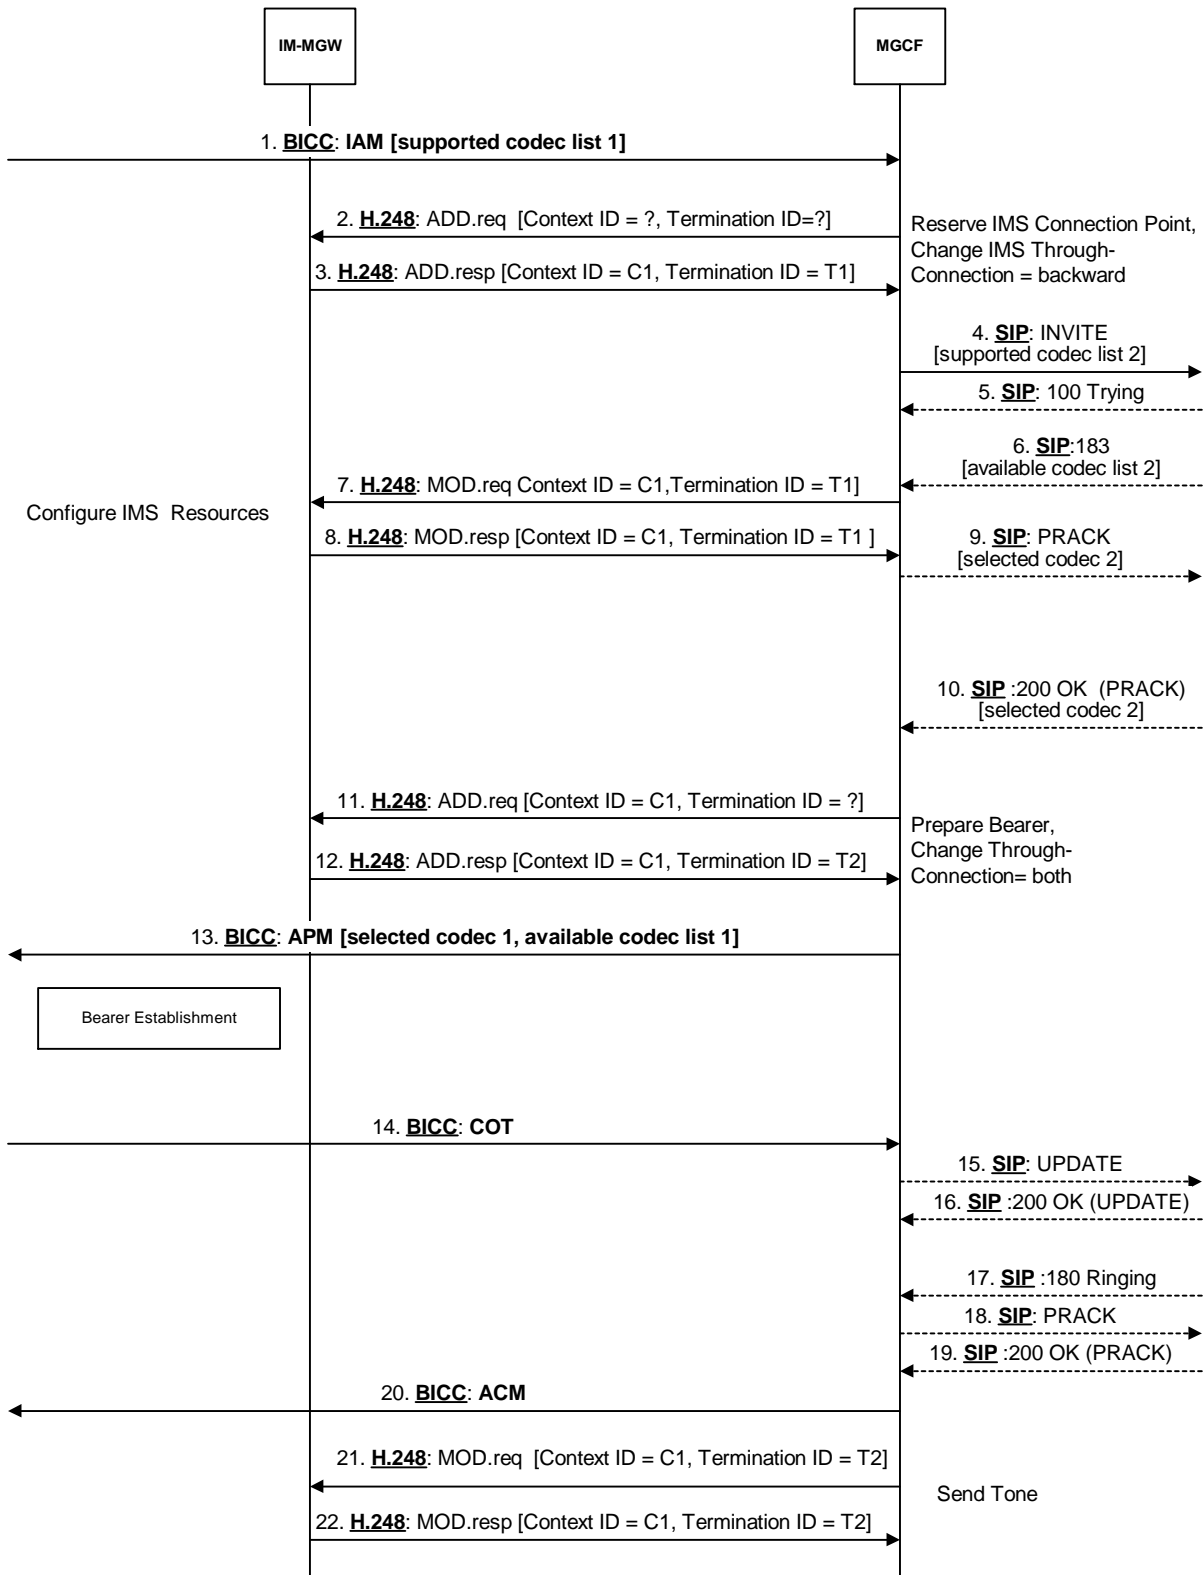 IM-MGW
MGCF
1. BICC: IAM [supported codec list 1]
2. H.248: ADD.req [Context ID = ?, Termination ID=?]
Reserve IMS Connection Point,
Change IMS Through-
Connection = backward
3. H.248: ADD.resp [Context ID = C1, Termination ID = T1]
4. SIP: INVITE
[supported codec list 2]
5. SIP: 100 Trying
6. SIP:183
[available codec list 2]
7. H.248: MOD.req Context ID = C1,Termination ID = T1]
Configure IMS Resources
8. H.248: MOD.resp [Context ID = C1, Termination ID = T1 ]
9. SIP: PRACK
[selected codec 2]
10. SIP :200 OK (PRACK)
[selected codec 2]
11. H.248: ADD.req [Context ID = C1, Termination ID = ?]
Prepare Bearer,
Change Through-
Connection= both
12. H.248: ADD.resp [Context ID = C1, Termination ID = T2]
13. BICC: APM [selected codec 1, available codec list 1]
Bearer Establishment
14. BICC: COT
15. SIP: UPDATE
16. SIP :200 OK (UPDATE)
17. SIP :180 Ringing
18. SIP: PRACK
19. SIP :200 OK (PRACK)
20. BICC: ACM
21. H.248: MOD.req [Context ID = C1, Termination ID = T2]
Send Tone
22. H.248: MOD.resp [Context ID = C1, Termination ID = T2]